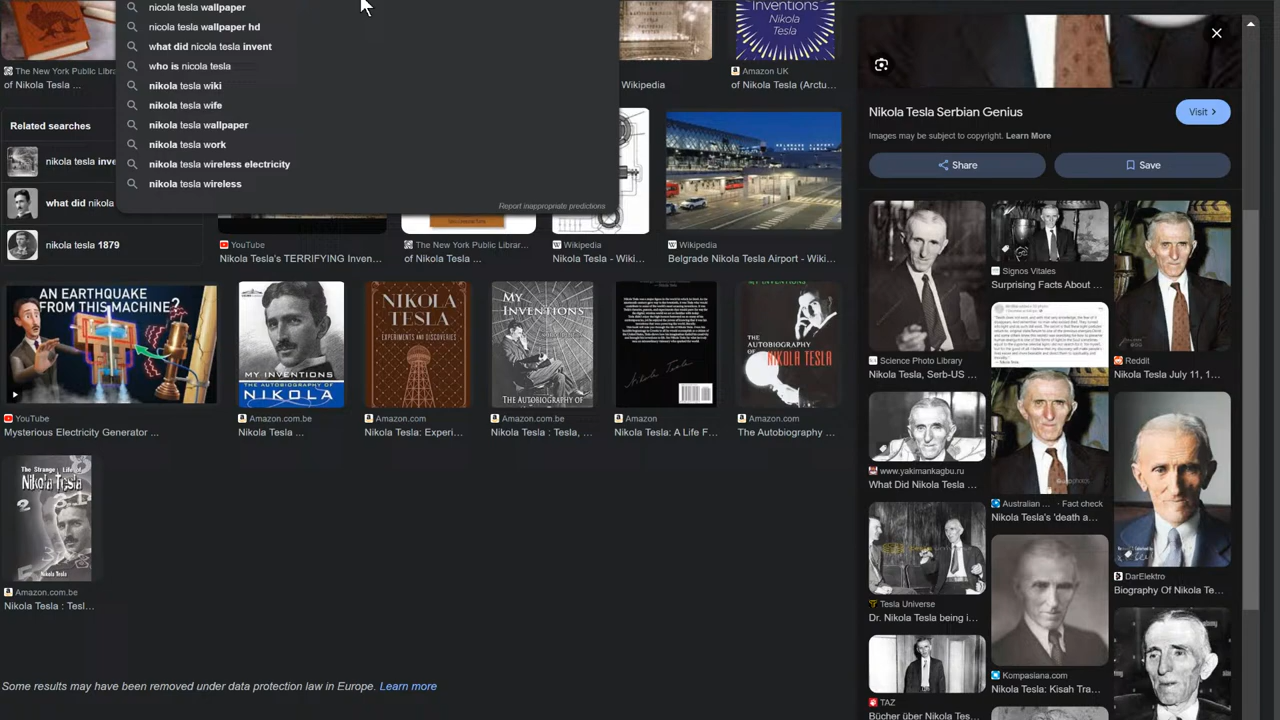 nicola tesla wallpaper
nicola tesla wallpaper hd
what did nicola tesla invent
who is nicola tesla
nikola tesla wiki
nikola tesla wife
nikola tesla wallpaper
nikola tesla work
nikola tesla wireless electricity
nikola tesla wireless
Report inappropriate predictions
The New York Public Libra
of Nikola Tesla ...
Wikipedia
Inventions
Nikola
Tesla
Amazon UK
of Nikola Tesla (Arctu...
Related searches
nikola tesla inve
what did nikola
nikola tesla 1879
YouTube
Nikola Tesla's TERRIFYING Inven...
The New York Public Librar...
of Nikola Tesla ...
Wikipedia
Nikola Tesla - Wiki...
Wikipedia
Belgrade Nikola Tesla Airport - Wiki...
AN EARTHQUAKE
FROM THIS MACHINE?
YouTube
Mysterious Electricity Generator ...
MY INVENTIONS
THE AUTOBIOGRAPHY OF
NIKOLA
Amazon.com.be
Nikola Tesla ...
NIKOLA
TESLA
EXPERIMENTS AND DISCOVERIES
Amazon.com
Nikola Tesla: Experi...
MY
INVENTIONS
THE AUTOBIOGRAPHY OF
Amazon.com.be
Nikola Tesla : Tesla, ...
My Inventions
Amazon
Nikola Tesla: A Life F...
MY INVENTIONS
THE
AUTOBIOGRAPHY
OF
NIKOLA TESLA
Amazon.com
The Autobiography ...
The Strange Life of
Nikola Tesla
Nikola Tesla
Amazon.com.be
Nikola Tesla : Tesl...
Some results may have been removed under data protection law in Europe. Learn more
Nikola Tesla Serbian Genius
Visit
Images may be subject to copyright. Learn More
Share
Save
Science Photo Library
Nikola Tesla, Serb-US ...
Signos Vitales
Surprising Facts About ...
Reddit
Nikola Tesla July 11, 1...
www.yakimankagbu.ru
What Did Nikola Tesla ...
Australian ... - Fact check
Nikola Tesla's 'death a...
DarElektro
Biography Of Nikola Te...
Tesla Universe
Dr. Nikola Tesla being i...
Kompasiana.com
Nikola Tesla: Kisah Tra...
TAZ
Bücher über Nikola Tes...